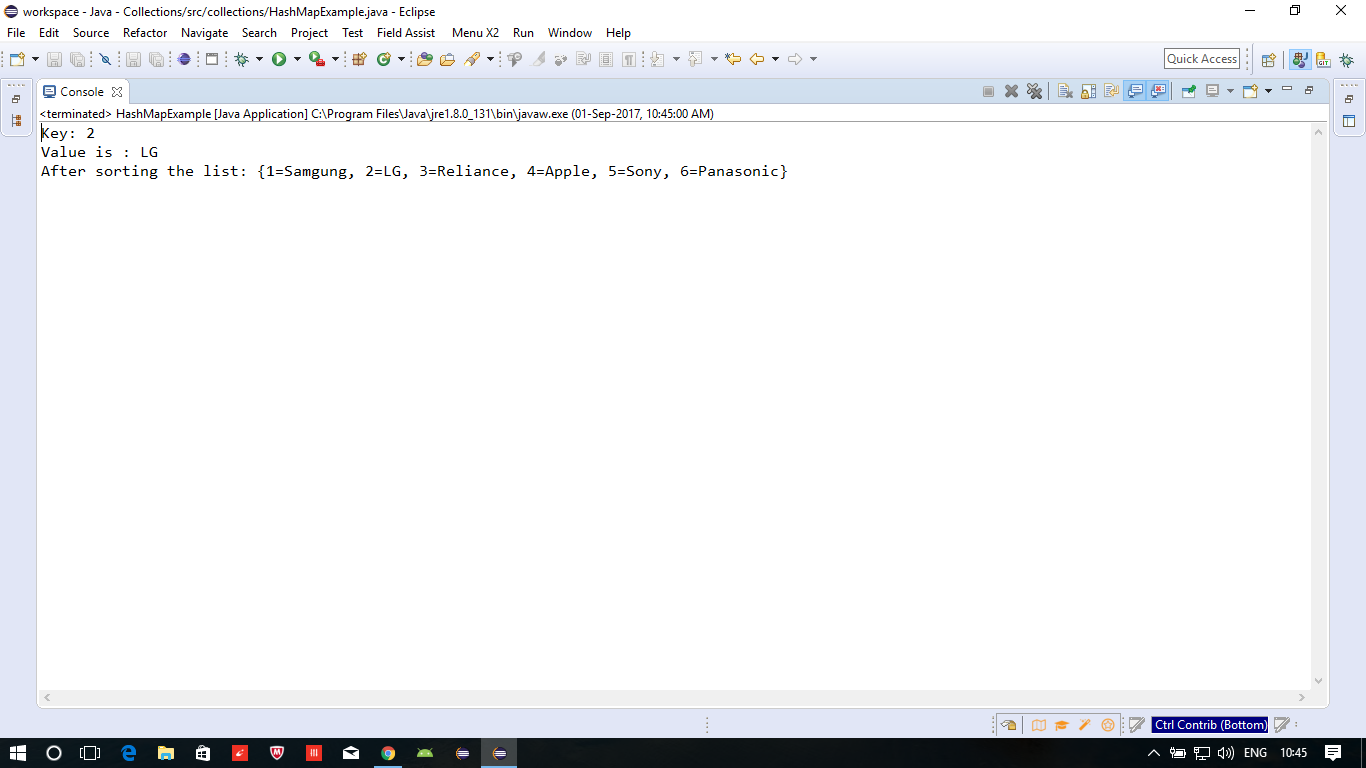 workspace - Java - Collections/src/collections/HashMapExample.java - Eclipse
File Edit Source Refactor Navigate Search Project Test Field Assist Menu X2 Run Window Help
Quick Access
Console
<terminated> HashMapExample [Java Application] C:\Program Files\Java\jre1.8.0_131\bin\javaw.exe (01-Sep-2017, 10:45:00 AM)
Key: 2
Value is : LG
After sorting the list: {1=Samgung, 2=LG, 3=Reliance, 4=Apple, 5=Sony, 6=Panasonic}
Ctrl Contrib (Bottom)
ENG 10:45